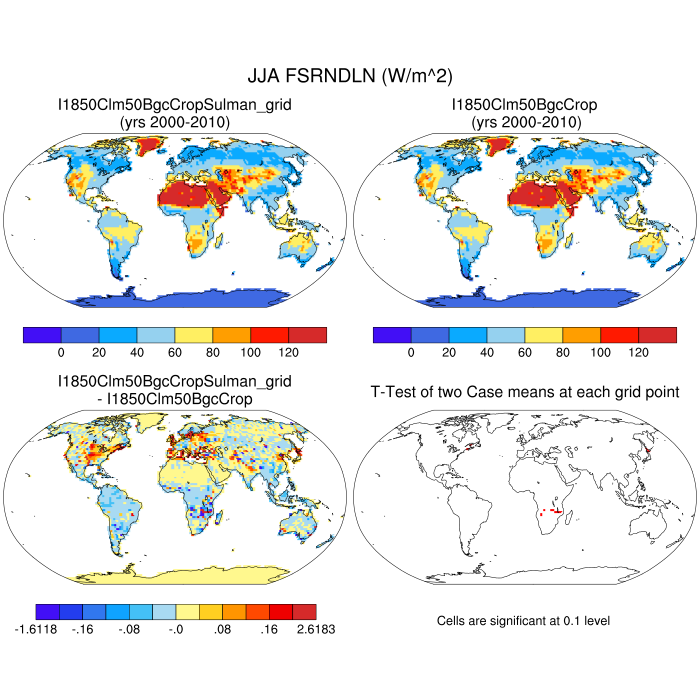 JJA FSRNDLN (W/m^2)
I1850Clm50BgcCropSulman_grid
(yrs 2000-2010)
I1850Clm50BgcCrop
(yrs 2000-2010)
0 20 40 60 80 100 120
0 20 40 60 80 100 120
I1850Clm50BgcCropSulman_grid
- I1850Clm50BgcCrop
T-Test of two Case means at each grid point
-1.6118 -.16 -.08 -.0 .08 .16 2.6183
Cells are significant at 0.1 level